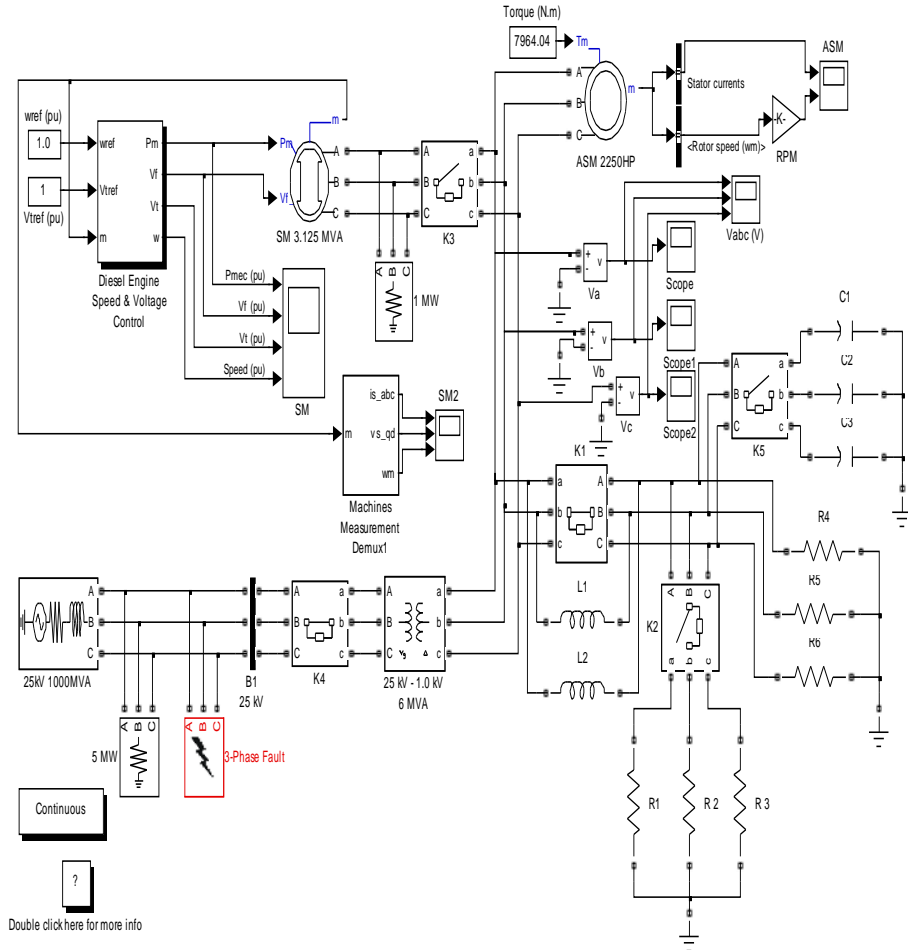 Torque (N.m)
7964.04
Tm
A
B
C
m
ASM 2250HP
Stator currents
<Rotor speed (wm)>
-K-
RPM
ASM
wref (pu)
1.0
1
Vtref (pu)
wref
Vtref
m
Pm
Vf
Vt
w
Diesel Engine
Speed & Voltage
Control
Pm
Vf_
m
A
B
C
SM 3.125 MVA
A
B
C
a
b
c
K3
A B C
1 MW
Pmec (pu)
Vf (pu)
Vt (pu)
Speed (pu)
SM
m
is_abc
vs_qd
wm
Machines
Measurement
Demux1
SM2
Vabc (V)
+
-
v
Va
Scope
+
-
v
Vb
Scope1
+
-
v
Vc
Scope2
A
B
C
a
b
c
K5
C1
C2
C3
K1
a
b
c
A
B
C
L1
L2
K2
A B C
a b c
R4
R5
R6
R1
R 2
R 3
A
B
C
25kV 1000MVA
B1
25 kV
A
B
C
a
b
c
K4
A
B
C
a
b
c
Yg
Δ
25 kV - 1.0 kV
6 MVA
A B C
5 MW
A B C
3-Phase Fault
Continuous
?
Double click here for more info